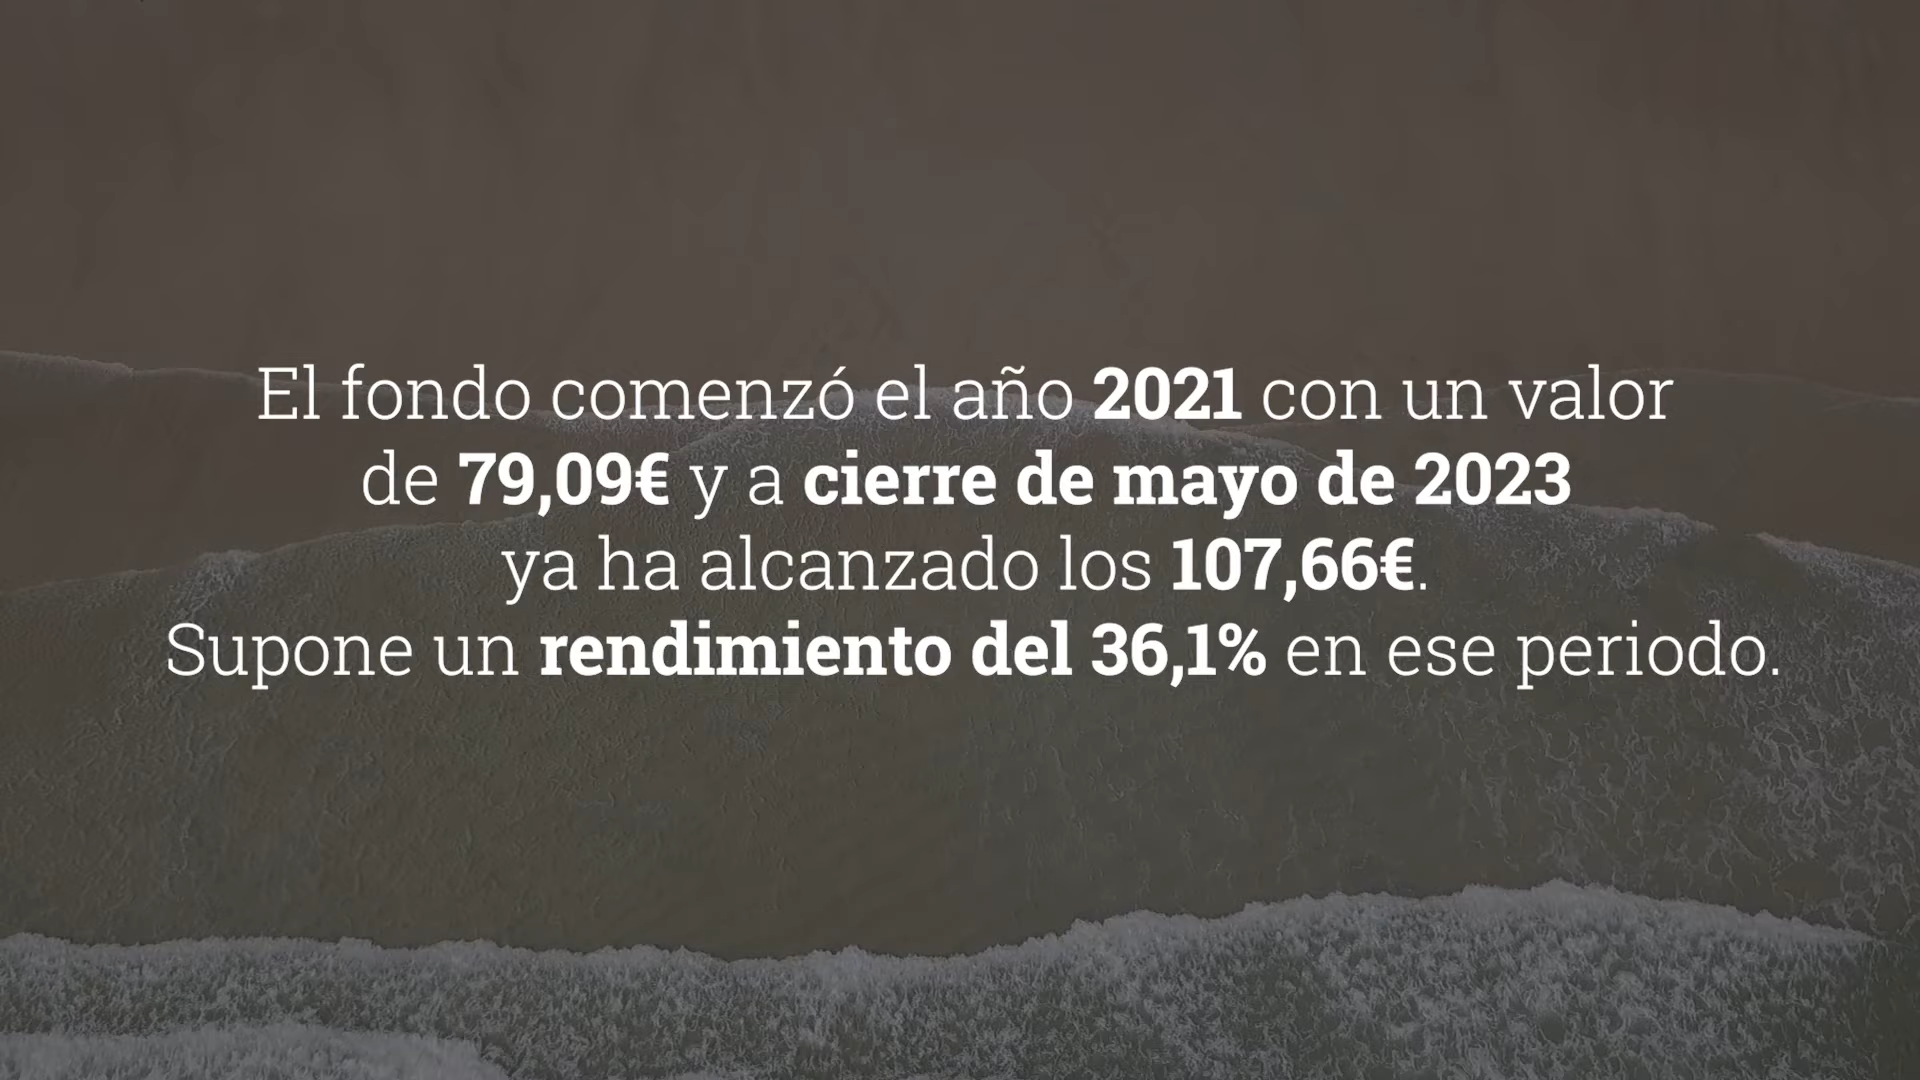 El fondo comenzó el año 2021 con un valor
de 79,09€ y a cierre de mayo de 2023
ya ha alcanzado los 107,66€.
Supone un rendimiento del 36,1% en ese periodo.